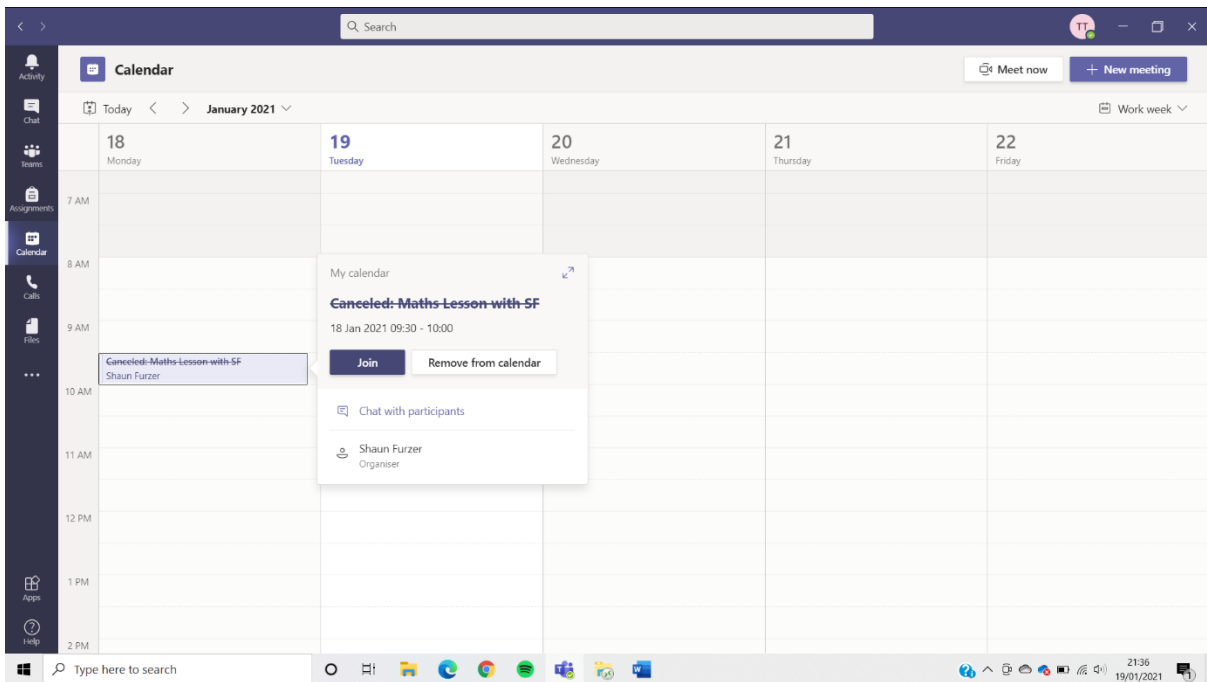 Search
TT
Activity
Chat
Teams
Assignments
Calendar
Calls
Files
Apps
Help
Calendar
Meet now
+ New meeting
Today
January 2021
Work week
18
Monday
19
Tuesday
20
Wednesday
21
Thursday
22
Friday
7 AM
8 AM
9 AM
10 AM
11 AM
12 PM
1 PM
2 PM
Canceled: Maths Lesson with SF
Shaun Furzer
My calendar
Canceled: Maths Lesson with SF
18 Jan 2021 09:30 - 10:00
Join
Remove from calendar
Chat with participants
Shaun Furzer
Organiser
Type here to search
21:36
19/01/2021